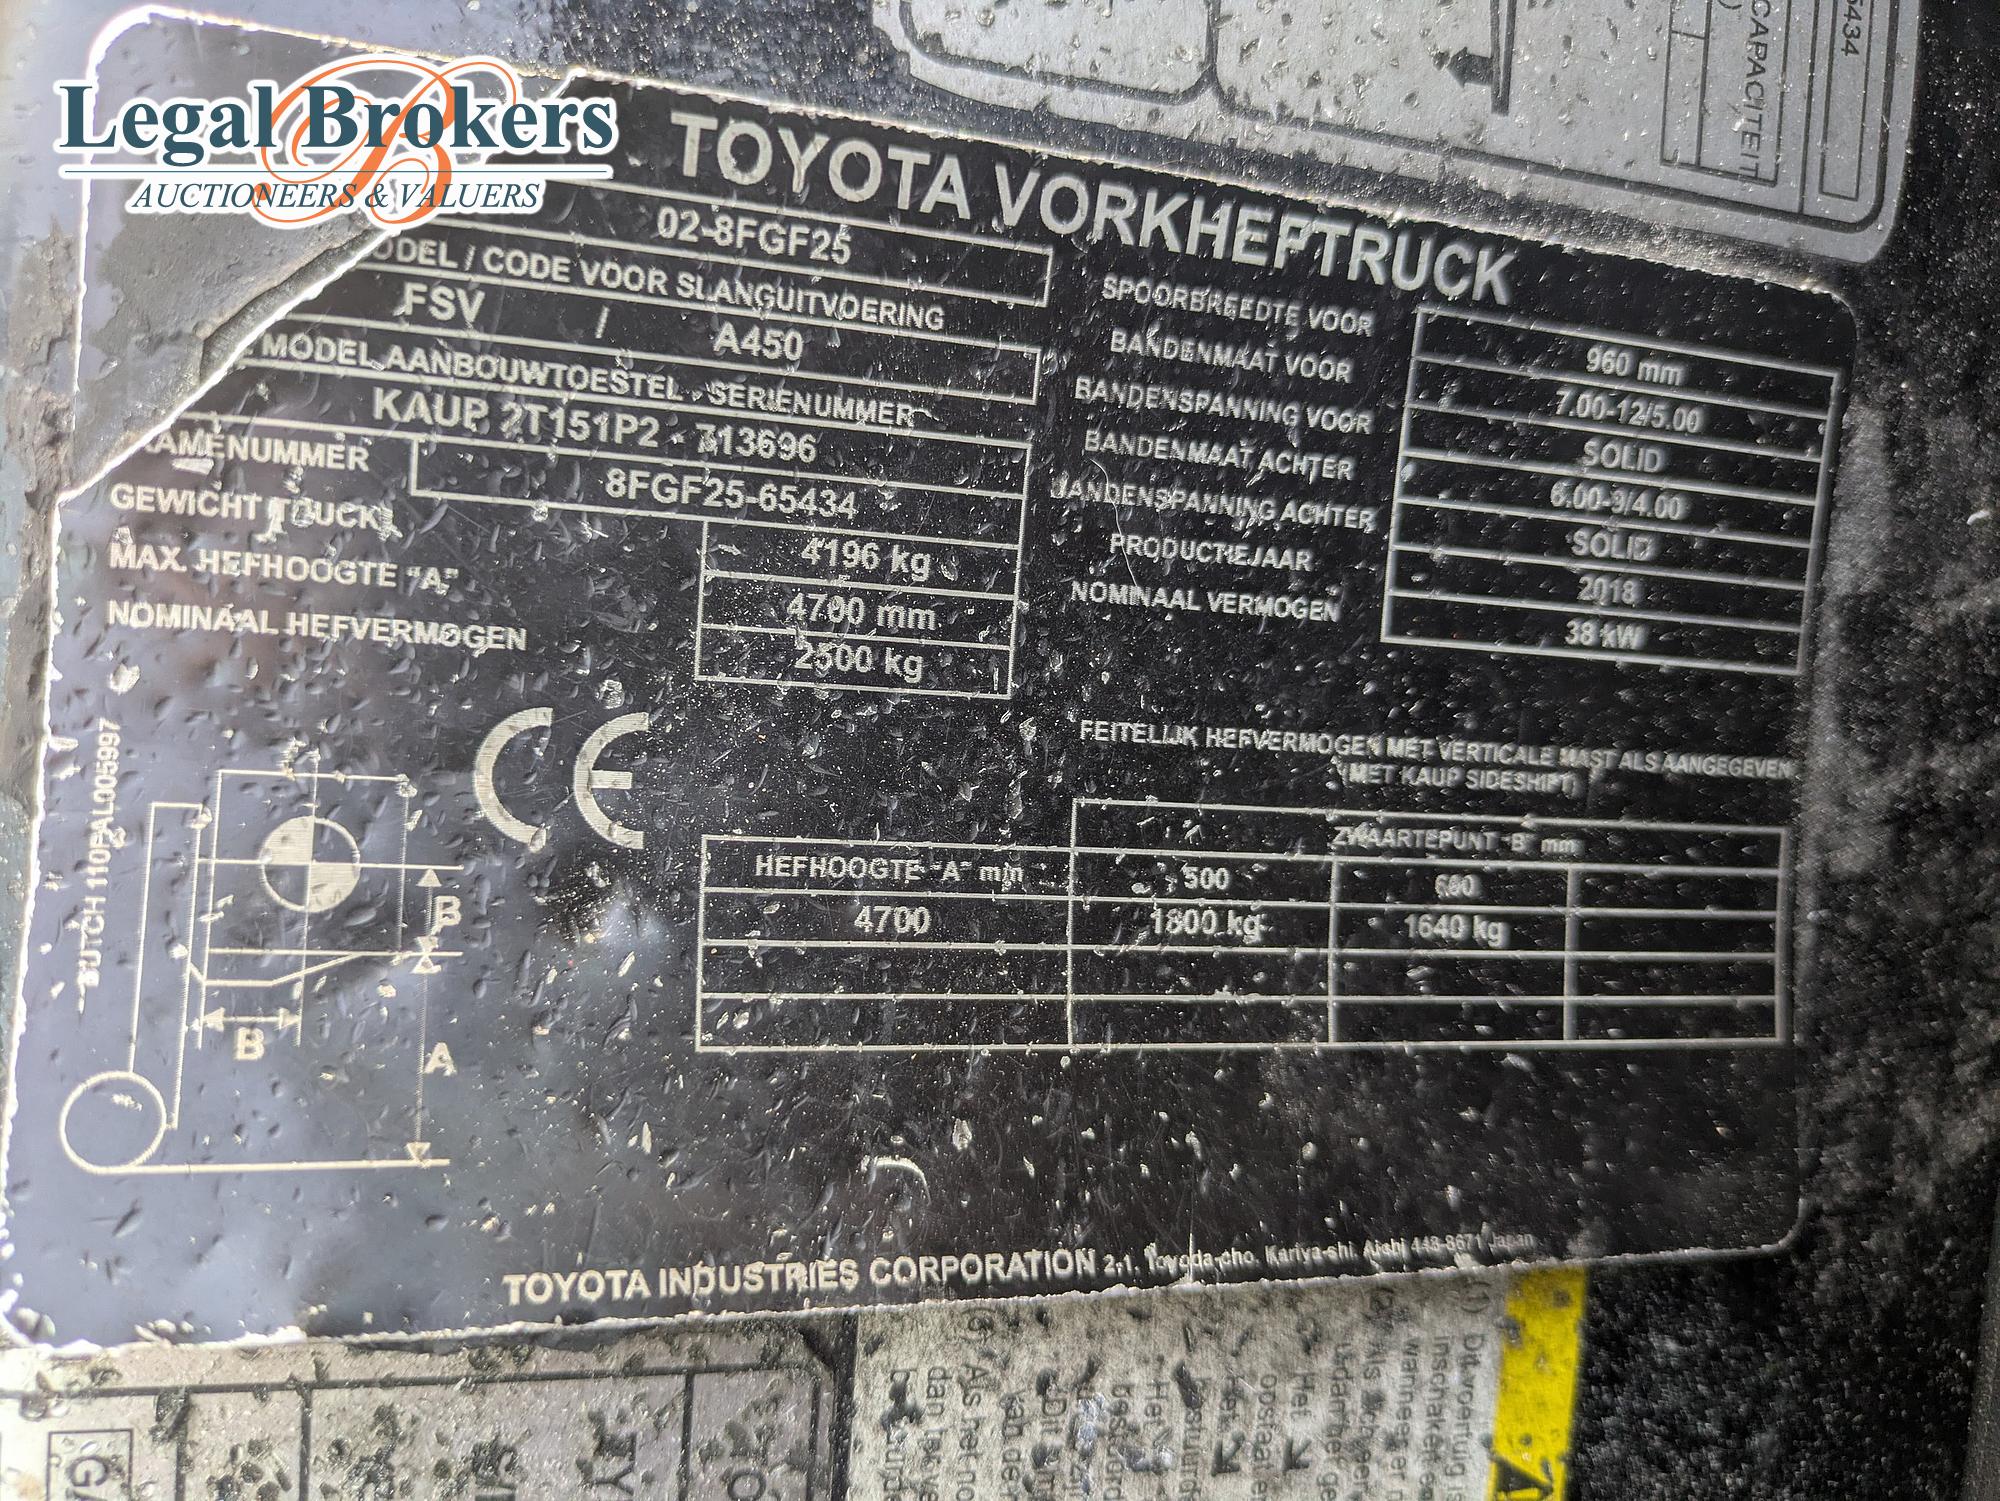 Legal Brokers
AUCTIONEERS & VALUERS
5434
CAPACITEIT
TOYOTA VORKHEFTRUCK
02-8FGF25
ODEL / CODE VOOR SLANGUITVOERING
FSV / A450
MODEL AANBOUWTOESTEL - SERIENUMMER
KAUP 2T151P2 - 713696
AMENUMMER 8FGF25-65434
GEWICHT TRUCK 4196 kg
MAX. HEFHOOGTE "A" 4700 mm
NOMINAAL HEFVERMOGEN 2500 kg
SPOORBREEDTE VOOR 960 mm
BANDENMAAT VOOR 7.00-12/5.00
BANDENSPANNING VOOR SOLID
BANDENMAAT ACHTER 6.00-9/4.00
BANDENSPANNING ACHTER SOLID
PRODUCTIEJAAR 2018
NOMINAAL VERMOGEN 38 kW
CE
FEITELIJK HEFVERMOGEN MET VERTICALE MAST ALS AANGEGEVEN
(MET KAUP SIDESHIFT)
ZWAARTEPUNT "B" mm
HEFHOOGTE "A" mm 500 600
4700 1800 kg 1640 kg
DUTCH 110PAL005997
B
B
A
TOYOTA INDUSTRIES CORPORATION 2-1, Toyoda-cho, Kariya-shi, Aichi 448-8671 Japan